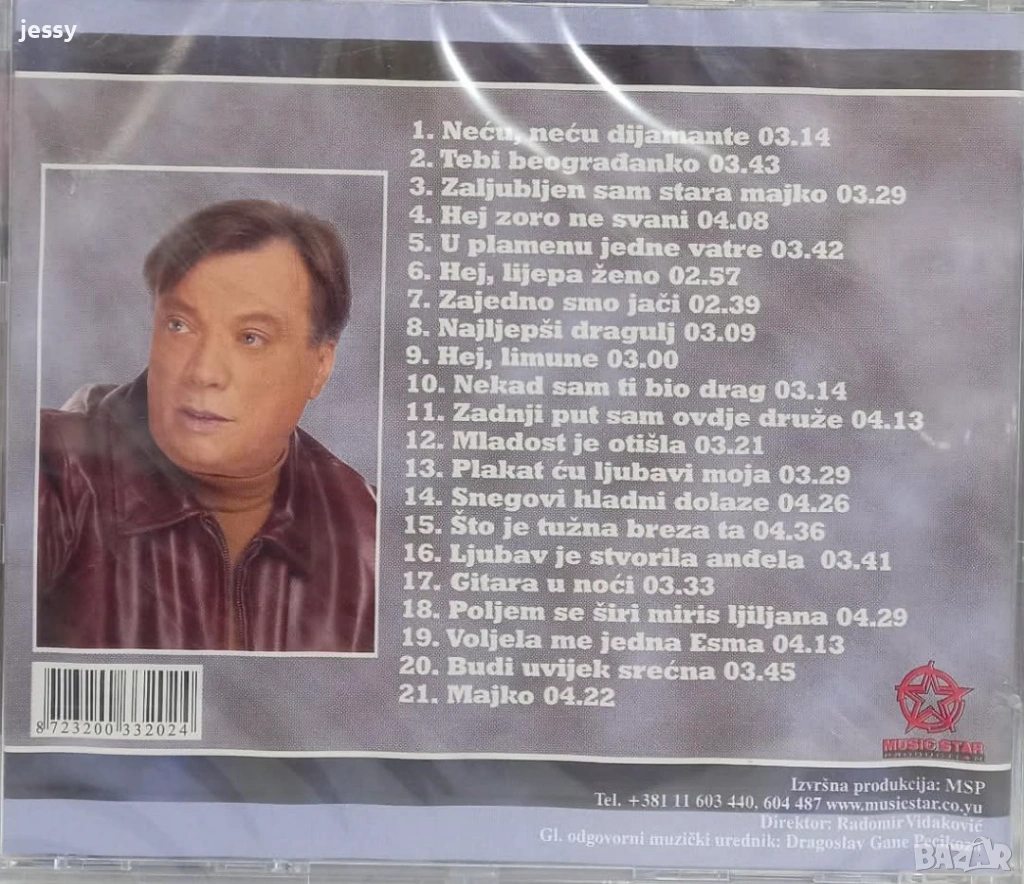 jessy
1. Neću, neću dijamante 03.14
2. Tebi beograđanko 03.43
3. Zaljubljen sam stara majko 03.29
4. Hej zoro ne svani 04.08
5. U plamenu jedne vatre 03.42
6. Hej, lijepa ženo 02.57
7. Zajedno smo jači 02.39
8. Najljepši dragulj 03.09
9. Hej, limune 03.00
10. Nekad sam ti bio drag 03.14
11. Zadnji put sam ovdje druže 04.13
12. Mladost je otišla 03.21
13. Plakat ću ljubavi moja 03.29
14. Snegovi hladni dolaze 04.26
15. Što je tužna breza ta 04.36
16. Ljubav je stvorila anđela 03.41
17. Gitara u noći 03.33
18. Poljem se širi miris ljiljana 04.29
19. Voljela me jedna Esma 04.13
20. Budi uvijek srećna 03.45
21. Majko 04.22
8 723200 332024
MUSIC STAR
PRODUCTION
Izvršna produkcija: MSP
Tel. +381 11 603 440, 604 487 www.musicstar.co.yu
Direktor: Radomir Vidaković
Gl. odgovorni muzički urednik: Dragoslav Gane
BAZAR